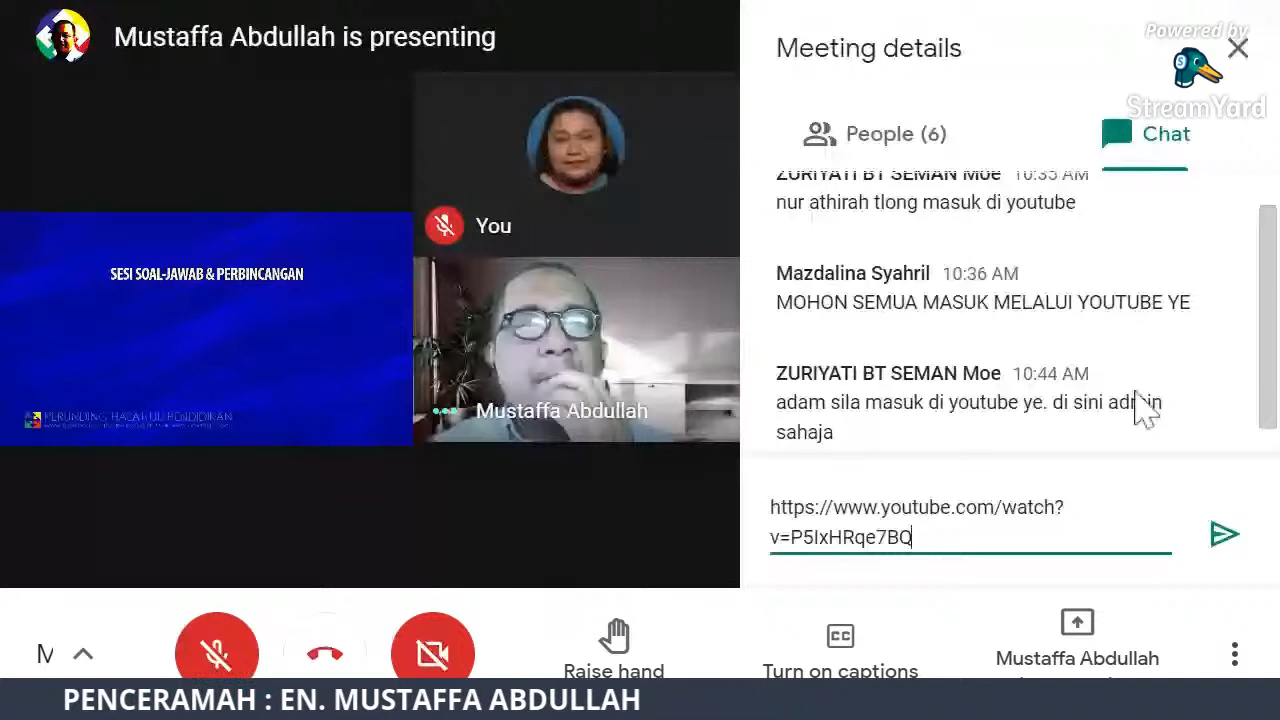 Mustaffa Abdullah is presenting
Meeting details
Powered by
StreamYard
People (6)
Chat
ZURIYATI BT SEMAN Moe 10:35 AM
nur athirah tlong masuk di youtube
You
SESI SOAL-JAWAB & PERBINCANGAN
Mazdalina Syahril 10:36 AM
MOHON SEMUA MASUK MELALUI YOUTUBE YE
ZURIYATI BT SEMAN Moe 10:44 AM
adam sila masuk di youtube ye. di sini admin
sahaja
Mustaffa Abdullah
https://www.youtube.com/watch?
v=P5IxHRqe7BQ
M
Raise hand
Turn on captions
Mustaffa Abdullah
PENCERAMAH : EN. MUSTAFFA ABDULLAH